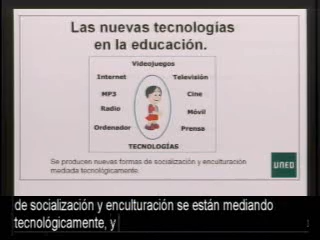 Las nuevas tecnologías
en la educación.
Videojuegos
Internet Televisión
MP3 Cine
Radio Móvil
Ordenador Prensa
TECNOLOGÍAS
Se producen nuevas formas de socialización y enculturación
mediada tecnológicamente.
UNED
de socialización y enculturación se están mediando
tecnológicamente, y